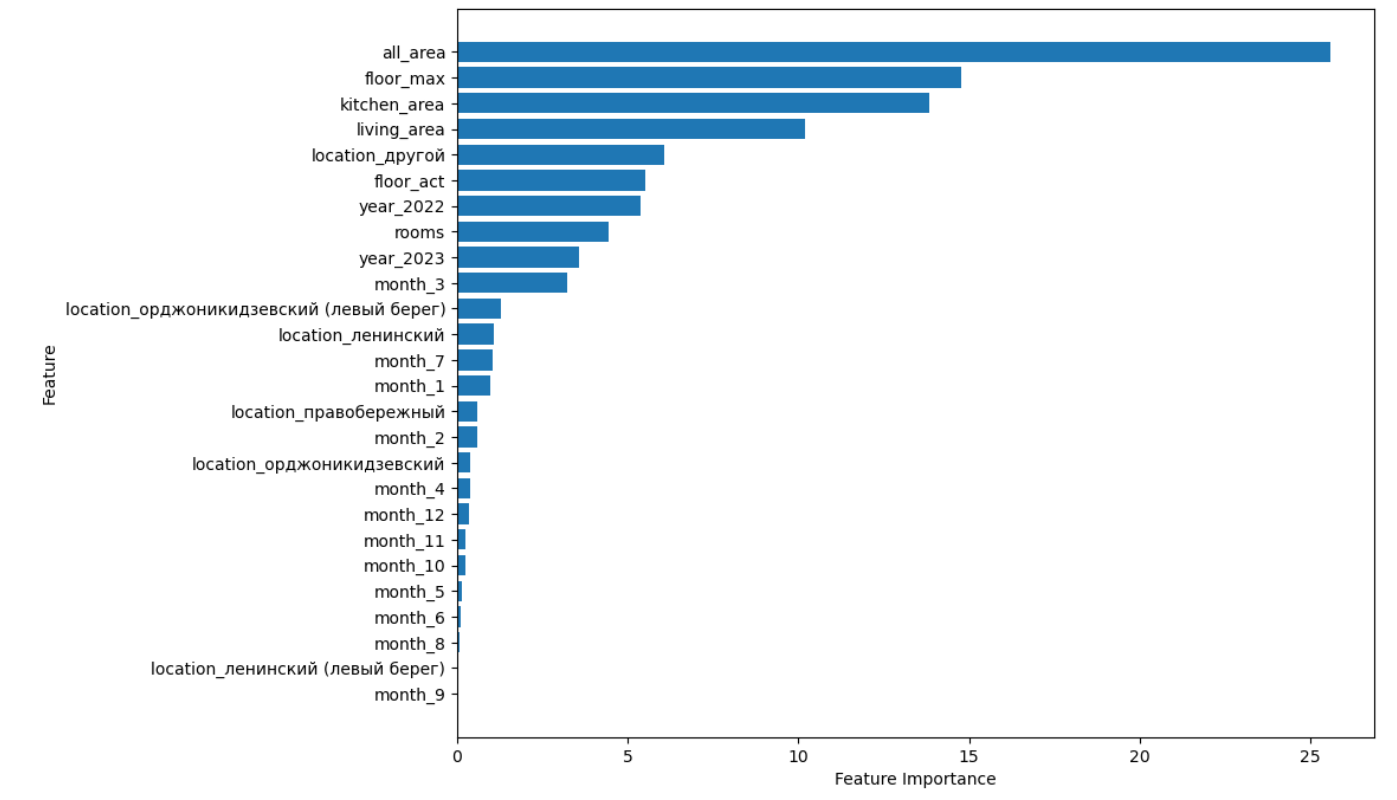 all_area
floor_max
kitchen_area
living_area
location_другой
floor_act
year_2022
rooms
year_2023
month_3
location_орджоникидзевский (левый берег)
location_ленинский
month_7
month_1
location_правобережный
month_2
location_орджоникидзевский
month_4
month_12
month_11
month_10
month_5
month_6
month_8
location_ленинский (левый берег)
month_9
Feature
0 5 10 15 20 25
Feature Importance